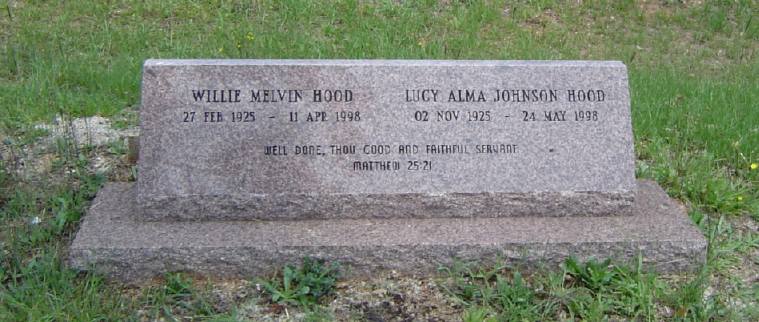 WILLIE MELVIN HOOD
27 FEB 1925 - 11 APR 1998
LUCY ALMA JOHNSON HOOD
02 NOV 1925 - 24 MAY 1998
WELL DONE, THOU GOOD AND FAITHFUL SERVANT
MATTHEW 25:21